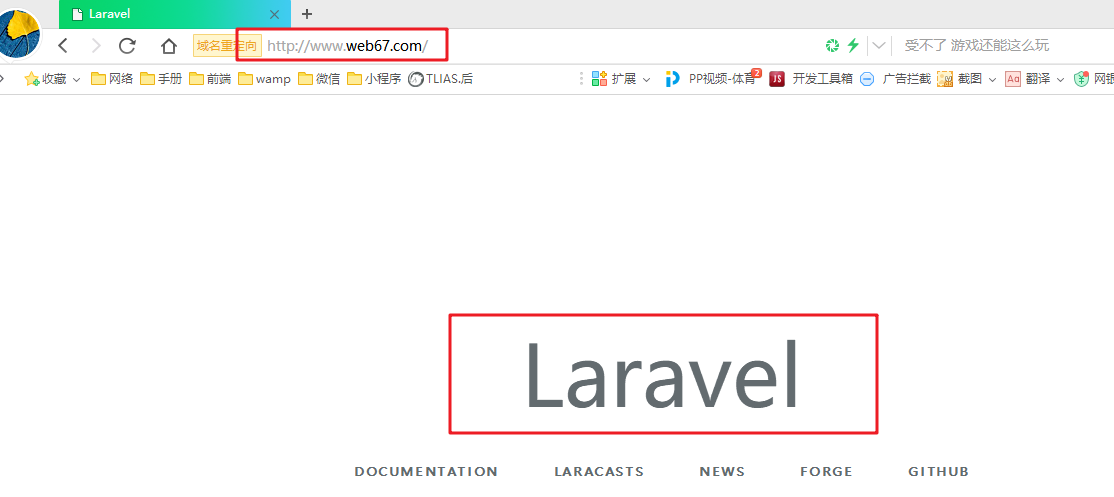 Laravel
域名重定向 http://www.web67.com/ 受不了 游戏还能这么玩
收藏 网络 手册 前端 wamp 微信 小程序 TLIAS.后 扩展 PP视频-体育 2 JS 开发工具箱 广告拦截 截图 Aa 翻译 网银
Laravel
DOCUMENTATION LARACASTS NEWS FORGE GITHUB